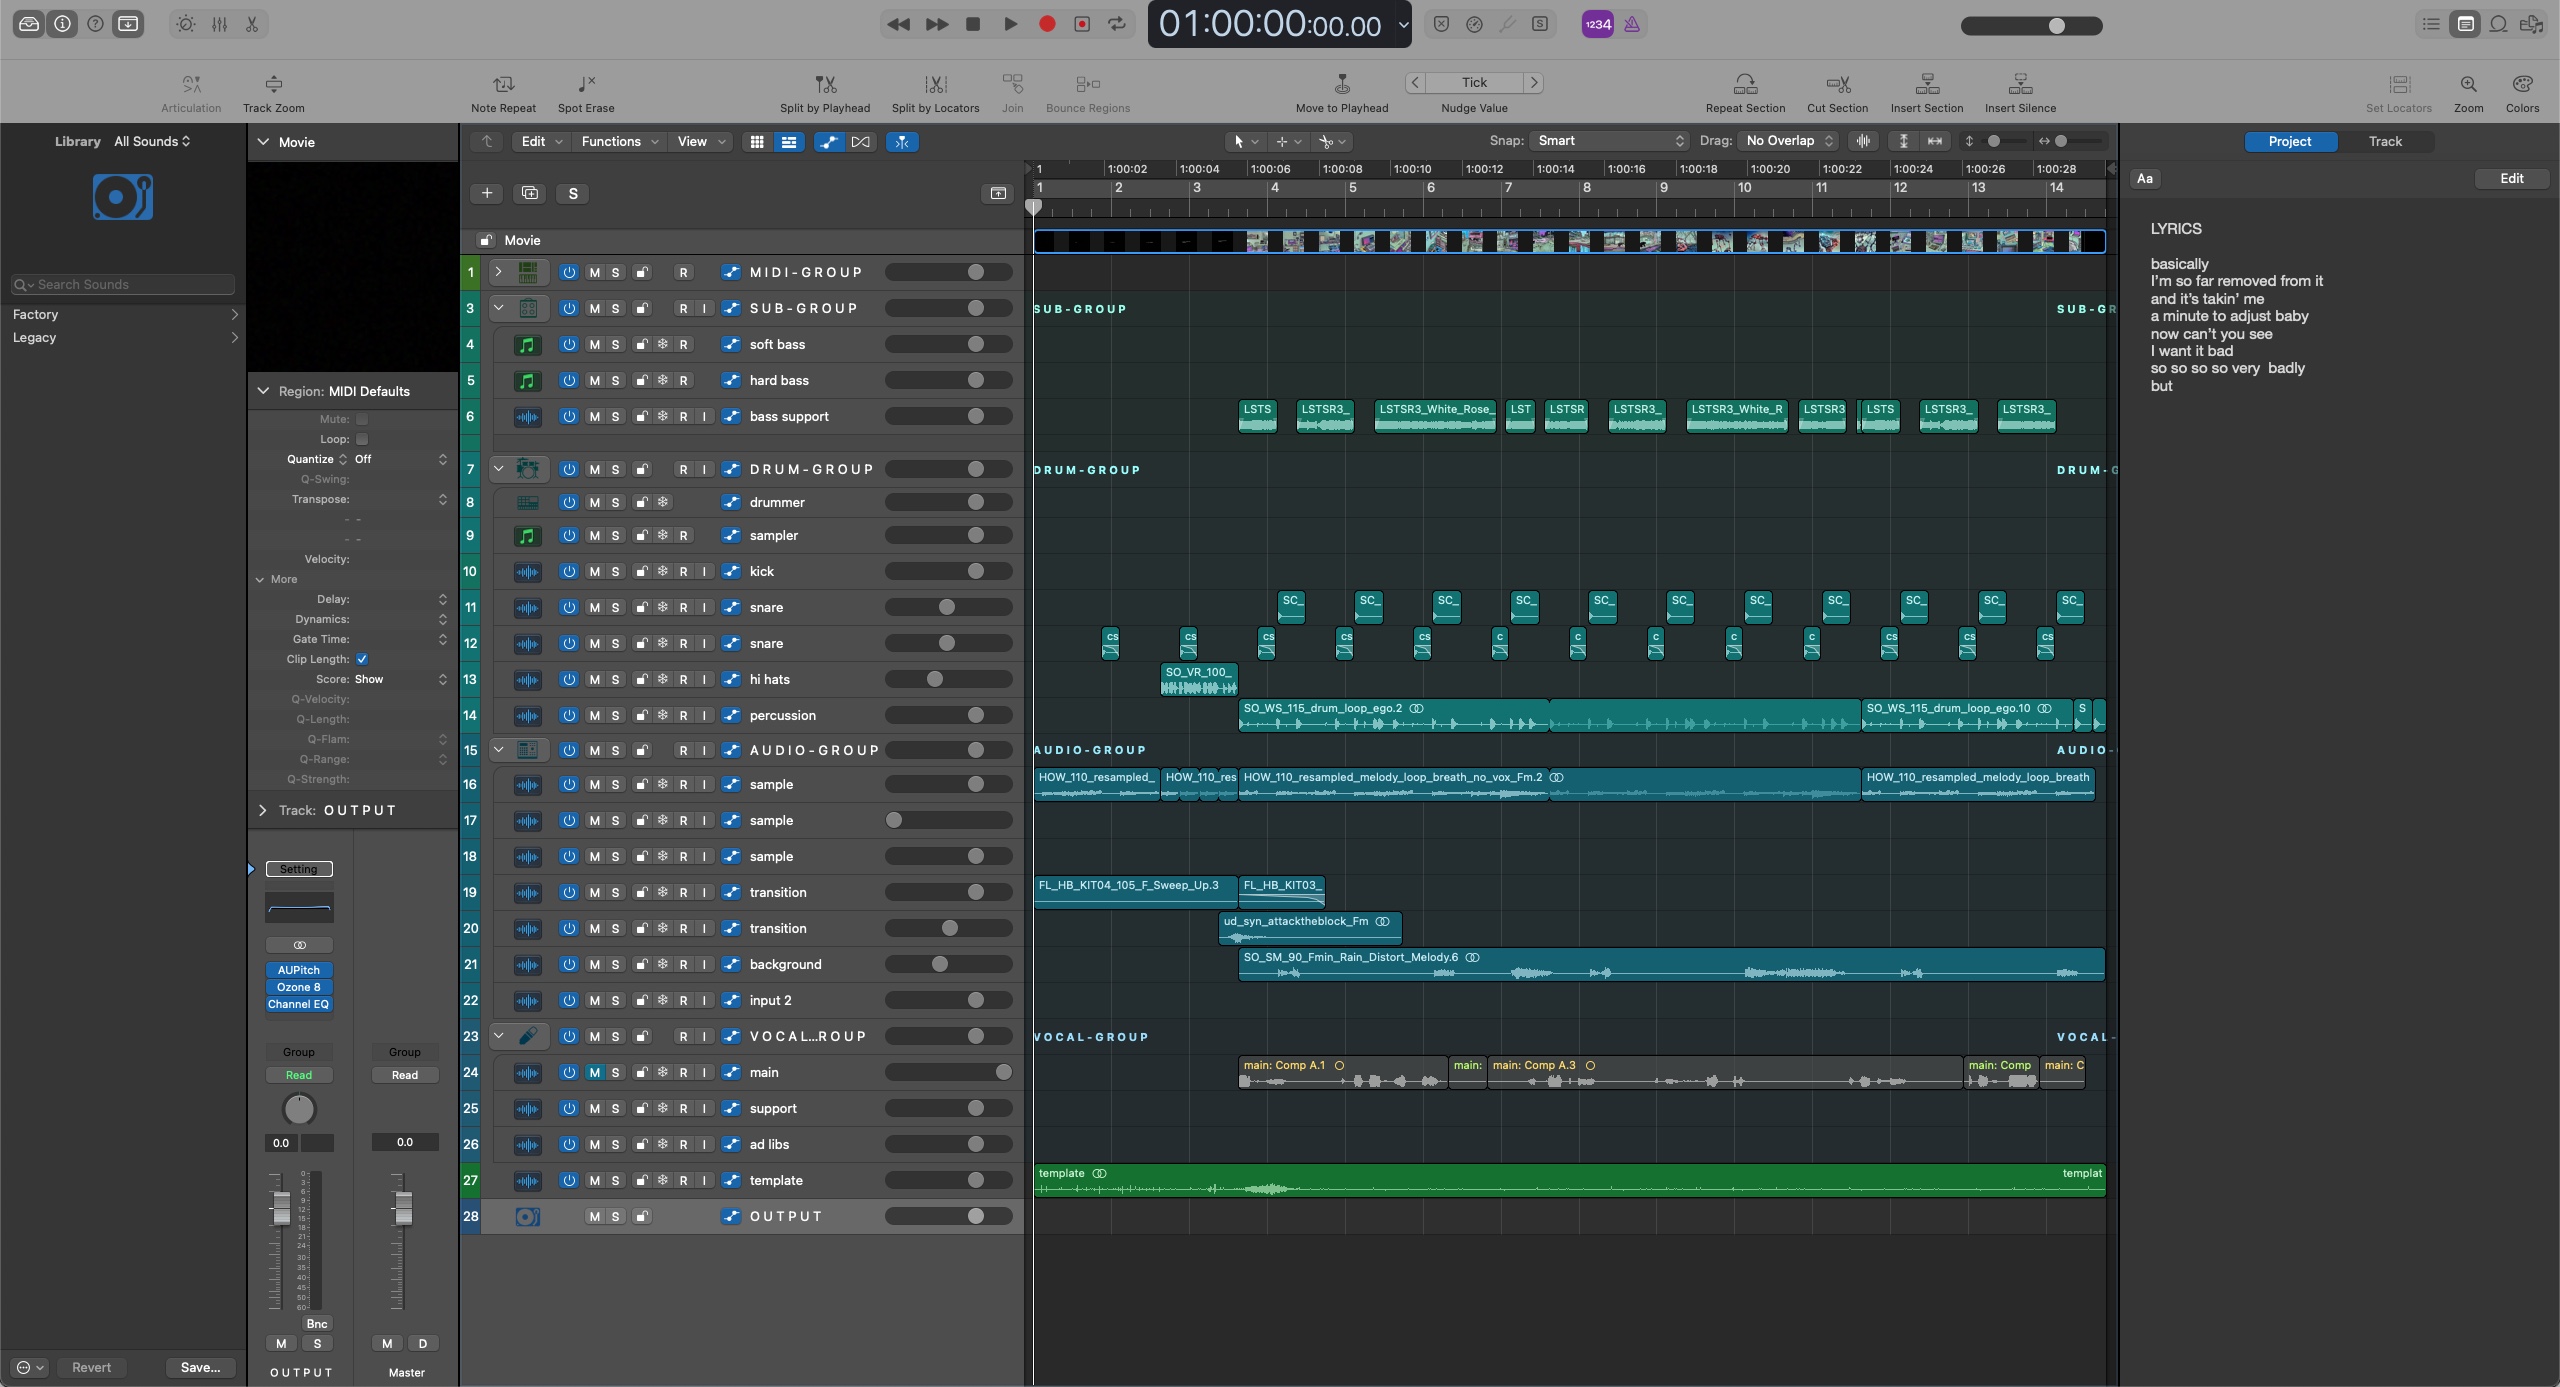 01:00:00:00.00
1234
Articulation
Track Zoom
Note Repeat
Spot Erase
Split by Playhead
Split by Locators
Join
Bounce Regions
Move to Playhead
Tick
Nudge Value
Repeat Section
Cut Section
Insert Section
Insert Silence
Set Locators
Zoom
Colors
Library All Sounds
Search Sounds
Factory
Legacy
Revert
Save...
Movie
Region: MIDI Defaults
Mute:
Loop:
Quantize Off
Q-Swing:
Transpose:
- -
- -
Velocity:
More
Delay:
Dynamics:
Gate Time:
Clip Length:
Score: Show
Q-Velocity:
Q-Length:
Q-Flam:
Q-Range:
Q-Strength:
Track: OUTPUT
Setting
AUPitch
Ozone 8
Channel EQ
Group Group
Read Read
0.0 0.0
0
3
6
9
12
15
18
21
24
30
35
40
45
50
60
Bnc
M S M D
OUTPUT Master
Edit Functions View
Snap: Smart Drag: No Overlap
S
1 1:00:02 1:00:04 1:00:06 1:00:08 1:00:10 1:00:12 1:00:14 1:00:16 1:00:18 1:00:20 1:00:22 1:00:24 1:00:26 1:00:28
1 2 3 4 5 6 7 8 9 10 11 12 13 14
Movie
1 M S R MIDI-GROUP
3 M S R I SUB-GROUP SUB-GROUP SUB-GR
4 M S R soft bass
5 M S R hard bass
6 M S R I bass support LSTS LSTSR3_ LSTSR3_White_Rose_ LST LSTSR LSTSR3_ LSTSR3_White_R LSTSR3 LSTS LSTSR3_ LSTSR3_
7 M S R I DRUM-GROUP DRUM-GROUP DRUM-G
8 M S drummer
9 M S R sampler
10 M S R I kick
11 M S R I snare SC_ SC_ SC_ SC_ SC_ SC_ SC_ SC_ SC_ SC_ SC_
12 M S R I snare cs cs cs cs cs c c c c c cs cs cs
13 M S R I hi hats SO_VR_100_
14 M S R I percussion SO_WS_115_drum_loop_ego.2 SO_WS_115_drum_loop_ego.10 S
15 M S R I AUDIO-GROUP AUDIO-GROUP AUDIO-
16 M S R I sample HOW_110_resampled_ HOW_110_res HOW_110_resampled_melody_loop_breath_no_vox_Fm.2 HOW_110_resampled_melody_loop_breath
17 M S R I sample
18 M S R I sample
19 M S R I transition FL_HB_KIT04_105_F_Sweep_Up.3 FL_HB_KIT03_
20 M S R I transition ud_syn_attacktheblock_Fm
21 M S R I background SO_SM_90_Fmin_Rain_Distort_Melody.6
22 M S R I input 2
23 M S R I VOCAL...ROUP VOCAL-GROUP VOCAL-
24 M S R I main main: Comp A.1 main: main: Comp A.3 main: Comp main: C
25 M S R I support
26 M S R I ad libs
27 M S R I template template templat
28 M S OUTPUT
Project Track
Aa Edit
LYRICS
basically
I'm so far removed from it
and it's takin' me
a minute to adjust baby
now can't you see
I want it bad
so so so so very  badly
but